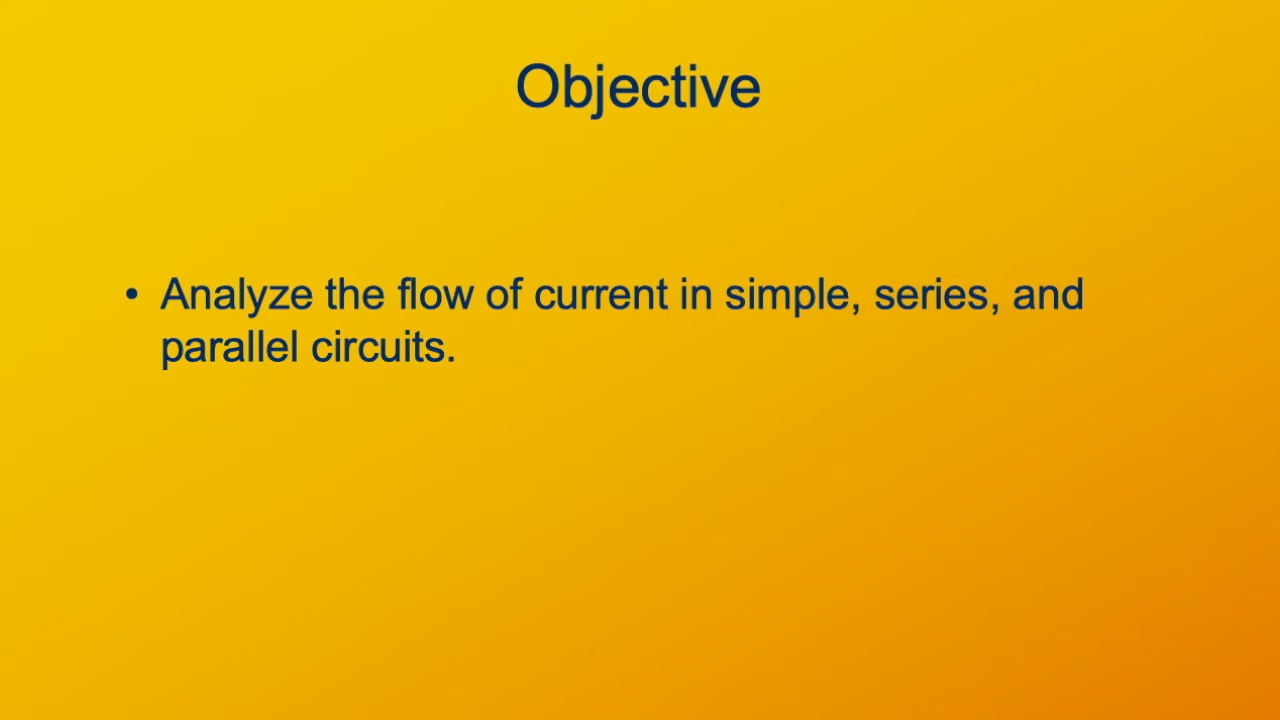 Objective
• Analyze the flow of current in simple, series, and
parallel circuits.